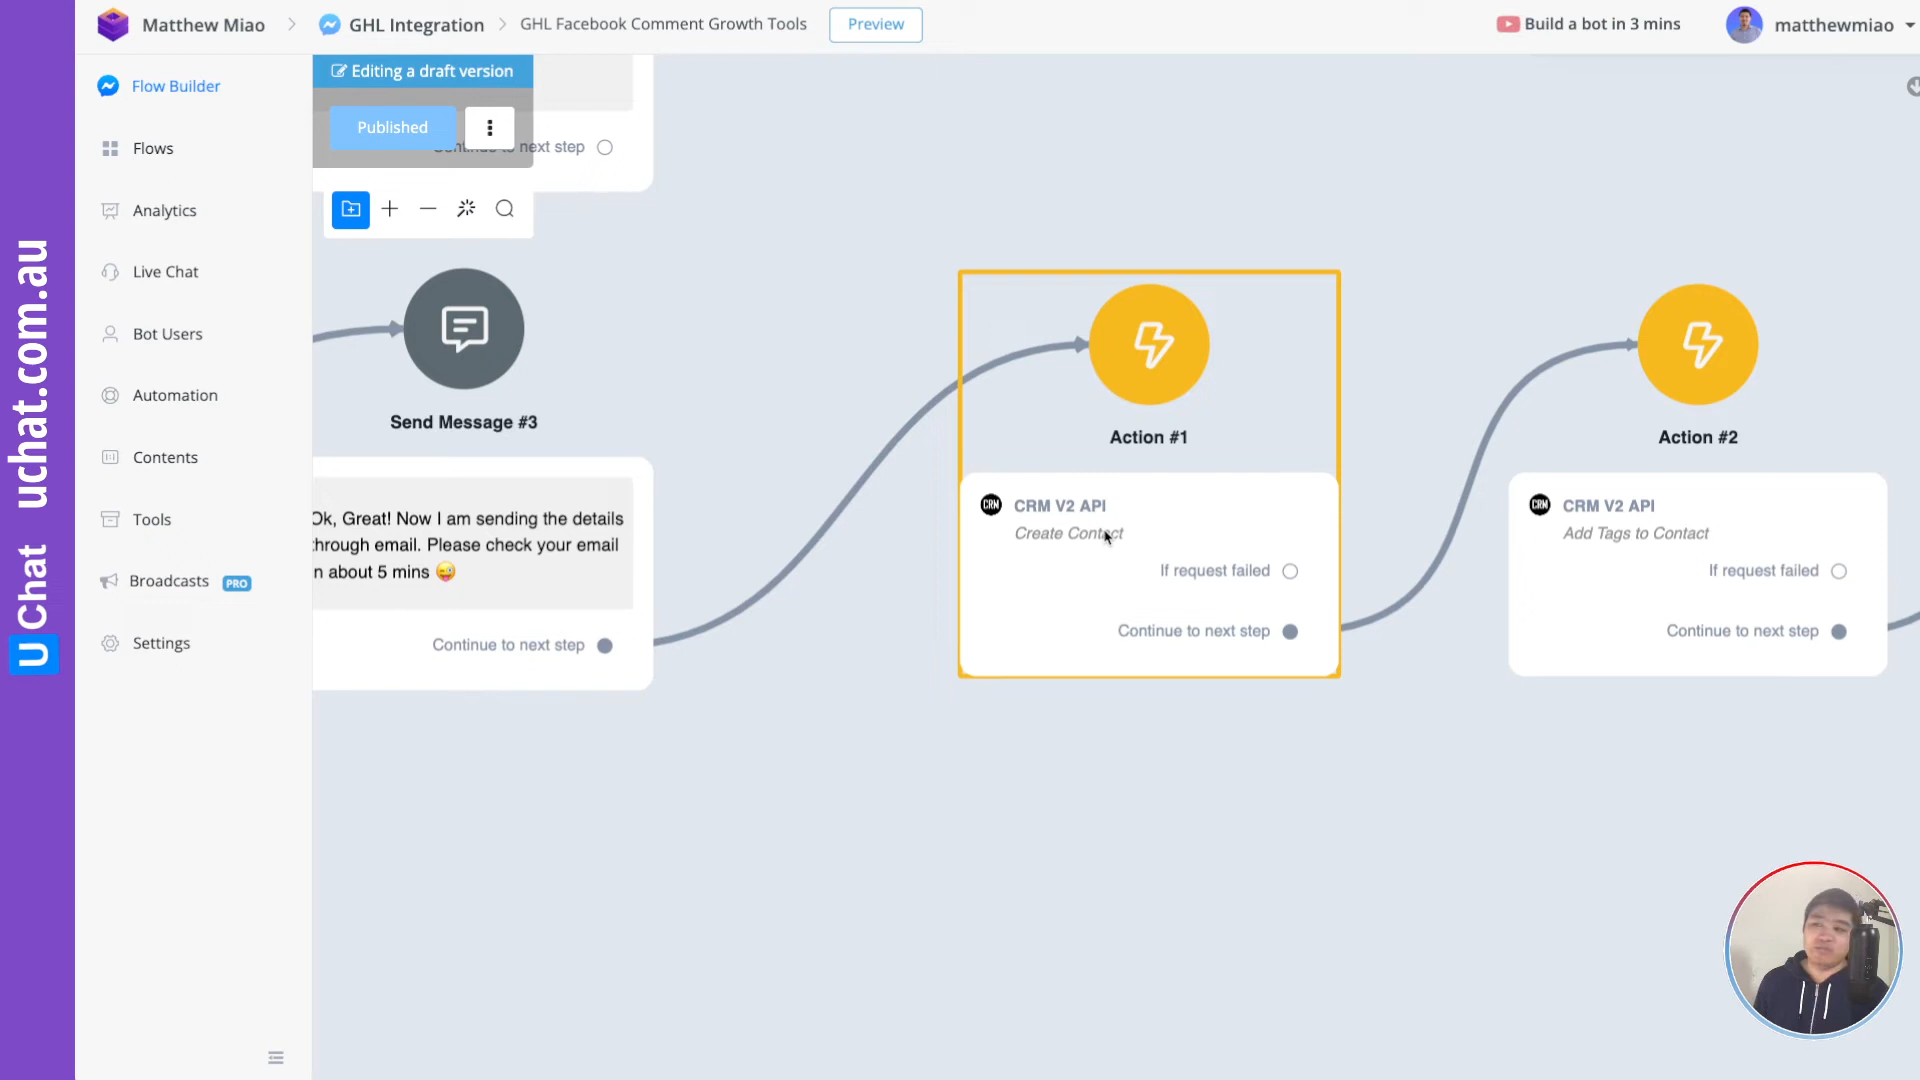 UChat uchat.com.au
Matthew Miao
GHL Integration
GHL Facebook Comment Growth Tools
Preview
Build a bot in 3 mins
matthewmiao
Flow Builder
Flows
Analytics
Live Chat
Bot Users
Automation
Contents
Tools
Broadcasts PRO
Settings
Editing a draft version
Published
next step
Send Message #3
Ok, Great! Now I am sending the details
through email. Please check your email
n about 5 mins 😜
Continue to next step
Action #1
CRM CRM V2 API
Create Contact
If request failed
Continue to next step
Action #2
CRM CRM V2 API
Add Tags to Contact
If request failed
Continue to next step